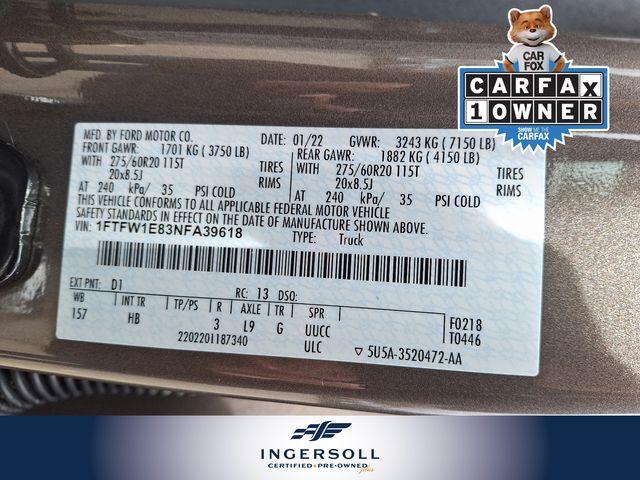 CAR
FOX
CARFAX
1 OWNER
SHOW ME THE
CARFAX
MFD. BY FORD MOTOR CO. DATE: 01/22 GVWR: 3243 KG ( 7150 LB)
FRONT GAWR: 1701 KG ( 3750 LB) REAR GAWR: 1882 KG ( 4150 LB)
WITH 275/60R20 115T TIRES WITH 275/60R20 115T TIRES
20x8.5J RIMS 20x8.5J RIMS
AT 240 kPa/ 35 PSI COLD AT 240 kPa/ 35 PSI COLD
THIS VEHICLE CONFORMS TO ALL APPLICABLE FEDERAL MOTOR VEHICLE
SAFETY STANDARDS IN EFFECT ON THE DATE OF MANUFACTURE SHOWN ABOVE.
VIN: 1FTFW1E83NFA39618 TYPE: Truck
EXT PNT: D1 RC: 13 DSO:
WB INT TR TP/PS R AXLE TR SPR F0218
157 HB 3 L9 G UUCC T0446
2202201187340 ULC ▽ 5U5A-3520472-AA
INGERSOLL
CERTIFIED • PRE-OWNED plus